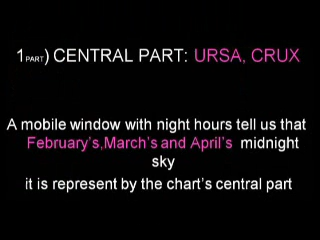 1PART) CENTRAL PART: URSA, CRUX
A mobile window with night hours tell us that
February's,March's and April's midnight
sky
it is represent by the chart's central part